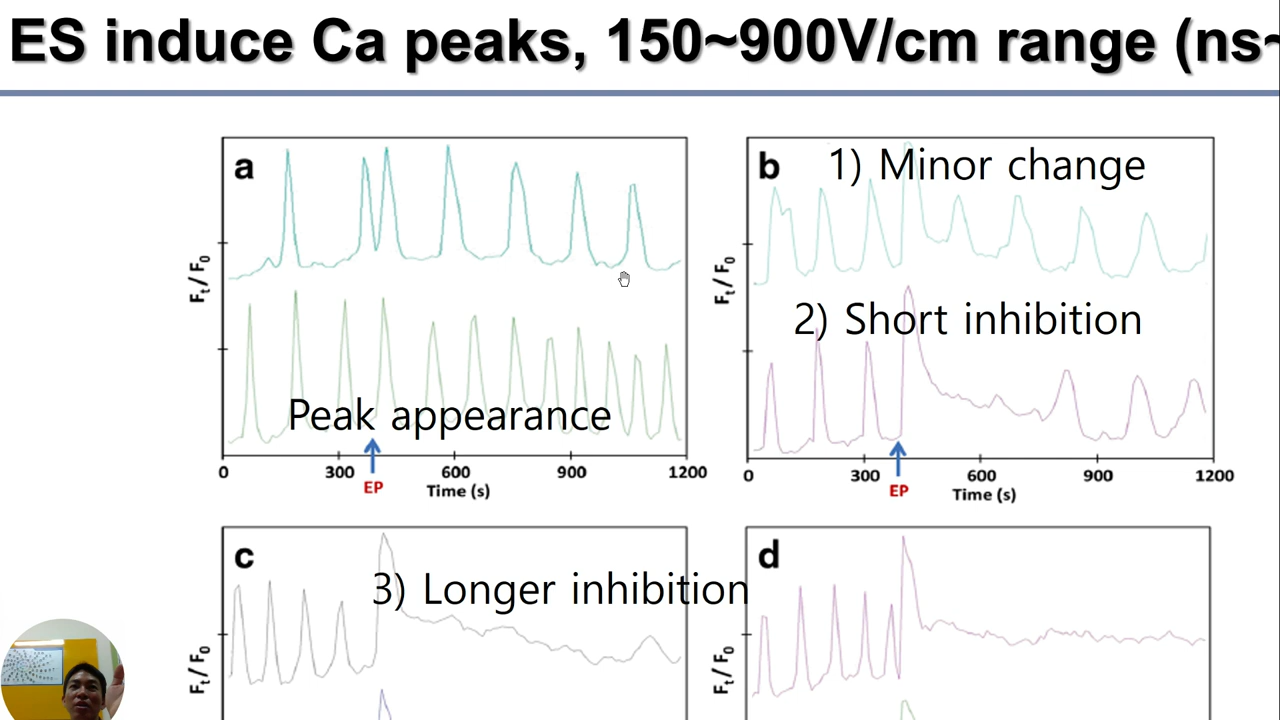 ES induce Ca peaks, 150~900V/cm range (ns~
a
b
1) Minor change
Ft / F0
Ft / F0
2) Short inhibition
Peak appearance
0 300 600 900 1200
EP
Time (s)
0 300 600 900 1200
EP
Time (s)
c
d
3) Longer inhibition
Ft / F0
Ft / F0